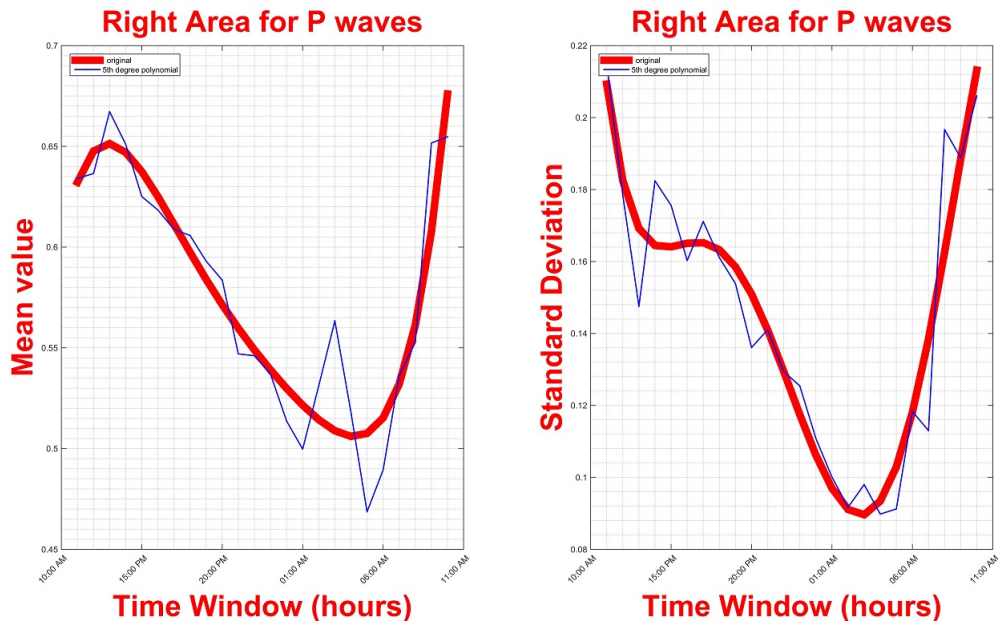 Right Area for P waves
0.7
0.65
0.6
0.55
0.5
0.45
original
5th degree polynomial
Mean value
10:00 AM
15:00 PM
20:00 PM
01:00 AM
06:00 AM
11:00 AM
Time Window (hours)
Right Area for P waves
0.22
0.2
0.18
0.16
0.14
0.12
0.1
0.08
original
5th degree polynomial
Standard Deviation
10:00 AM
15:00 PM
20:00 PM
01:00 AM
06:00 AM
11:00 AM
Time Window (hours)